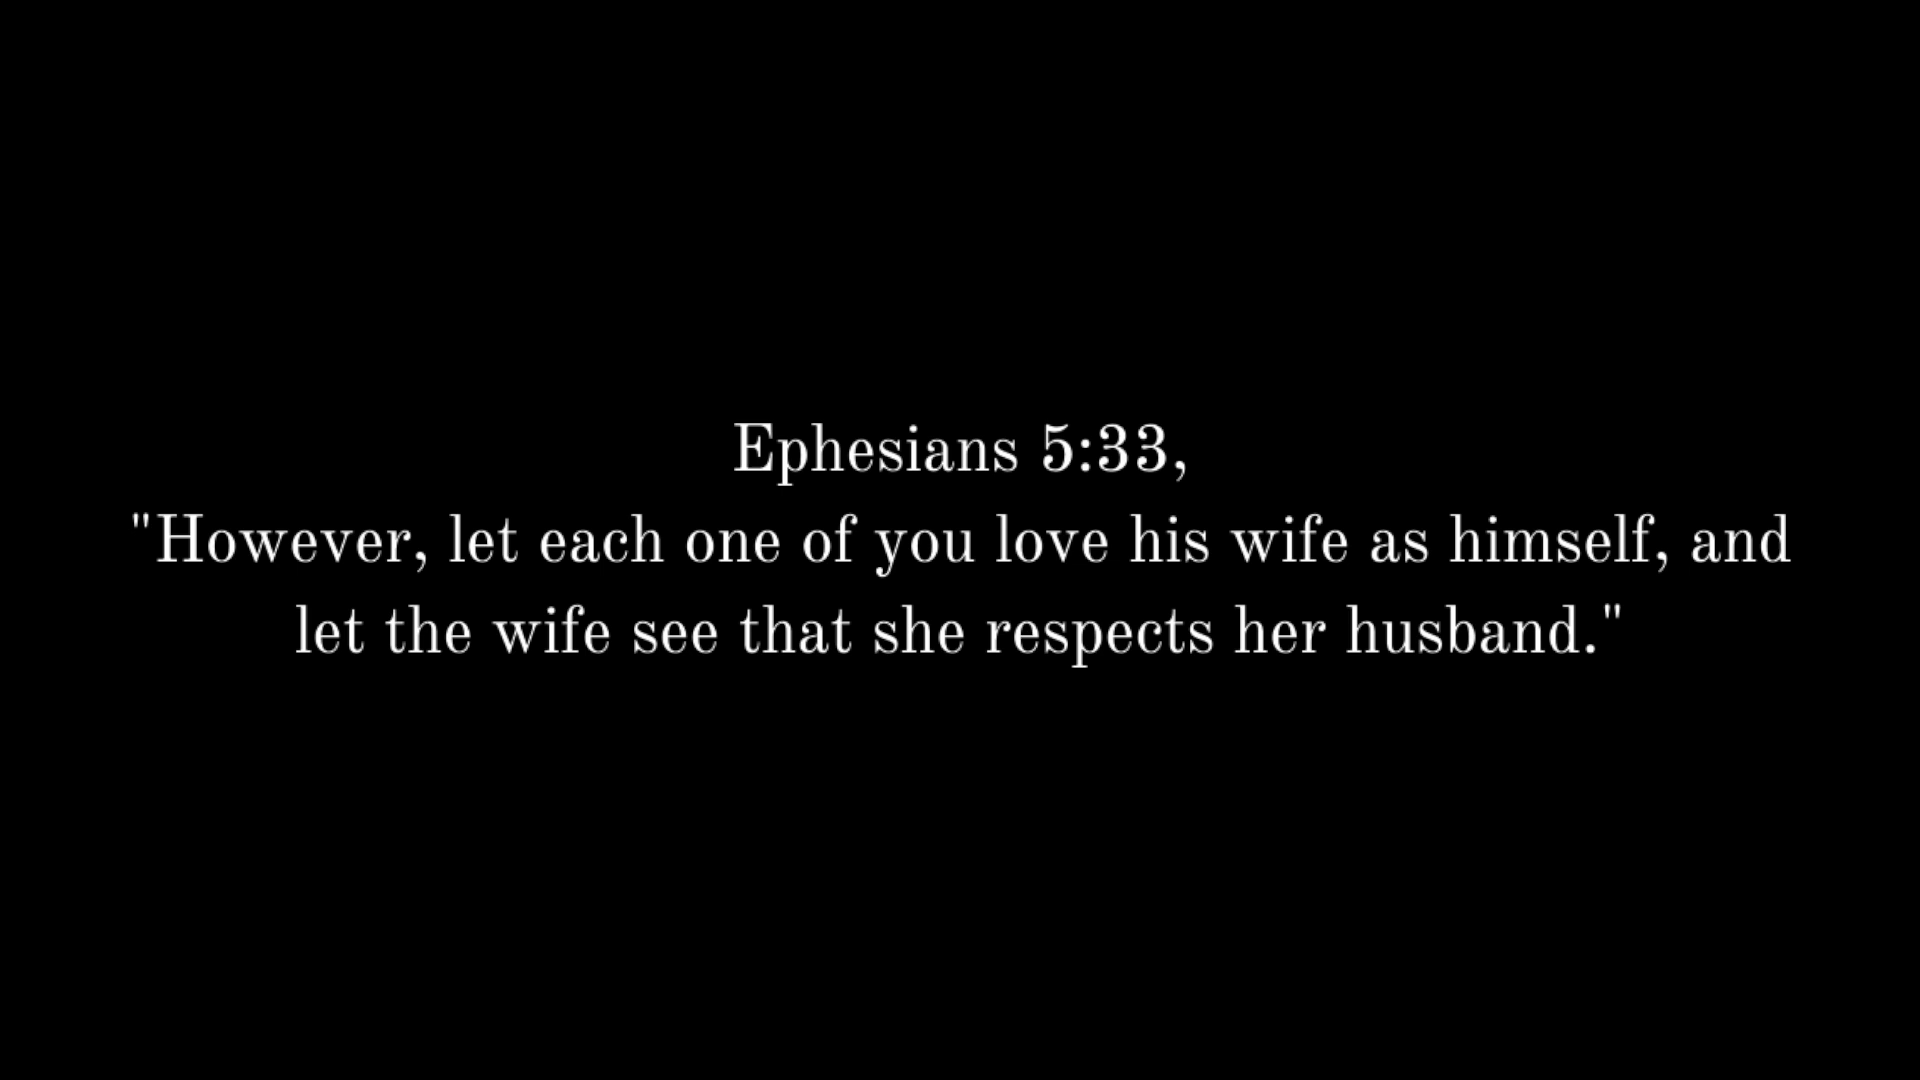 Ephesians 5:33,
"However, let each one of you love his wife as himself, and
let the wife see that she respects her husband."